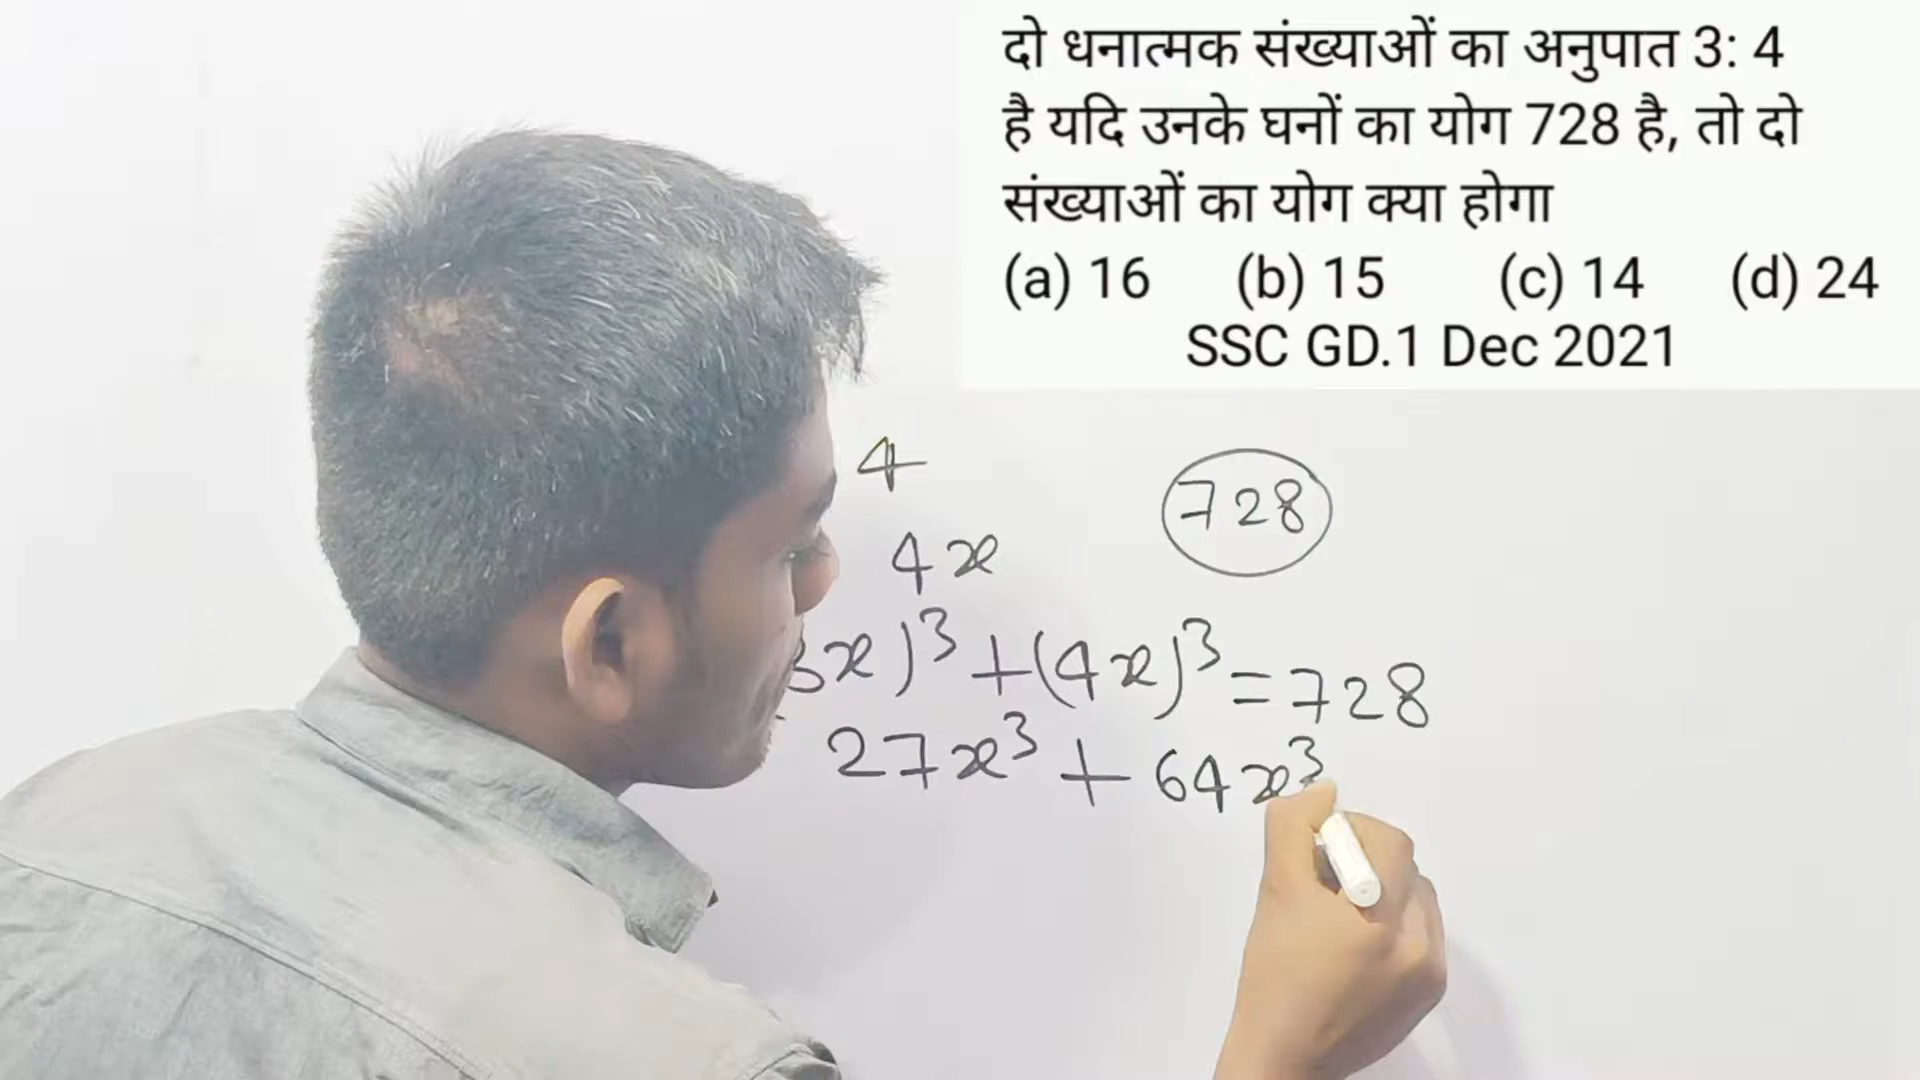 दो धनात्मक संख्याओं का अनुपात 3: 4
है यदि उनके घनों का योग 728 है, तो दो
संख्याओं का योग क्या होगा
(a) 16 (b) 15 (c) 14 (d) 24
SSC GD.1 Dec 2021
4
728
4x
3x)³ + (4x)³ = 728
27x³ + 64x³